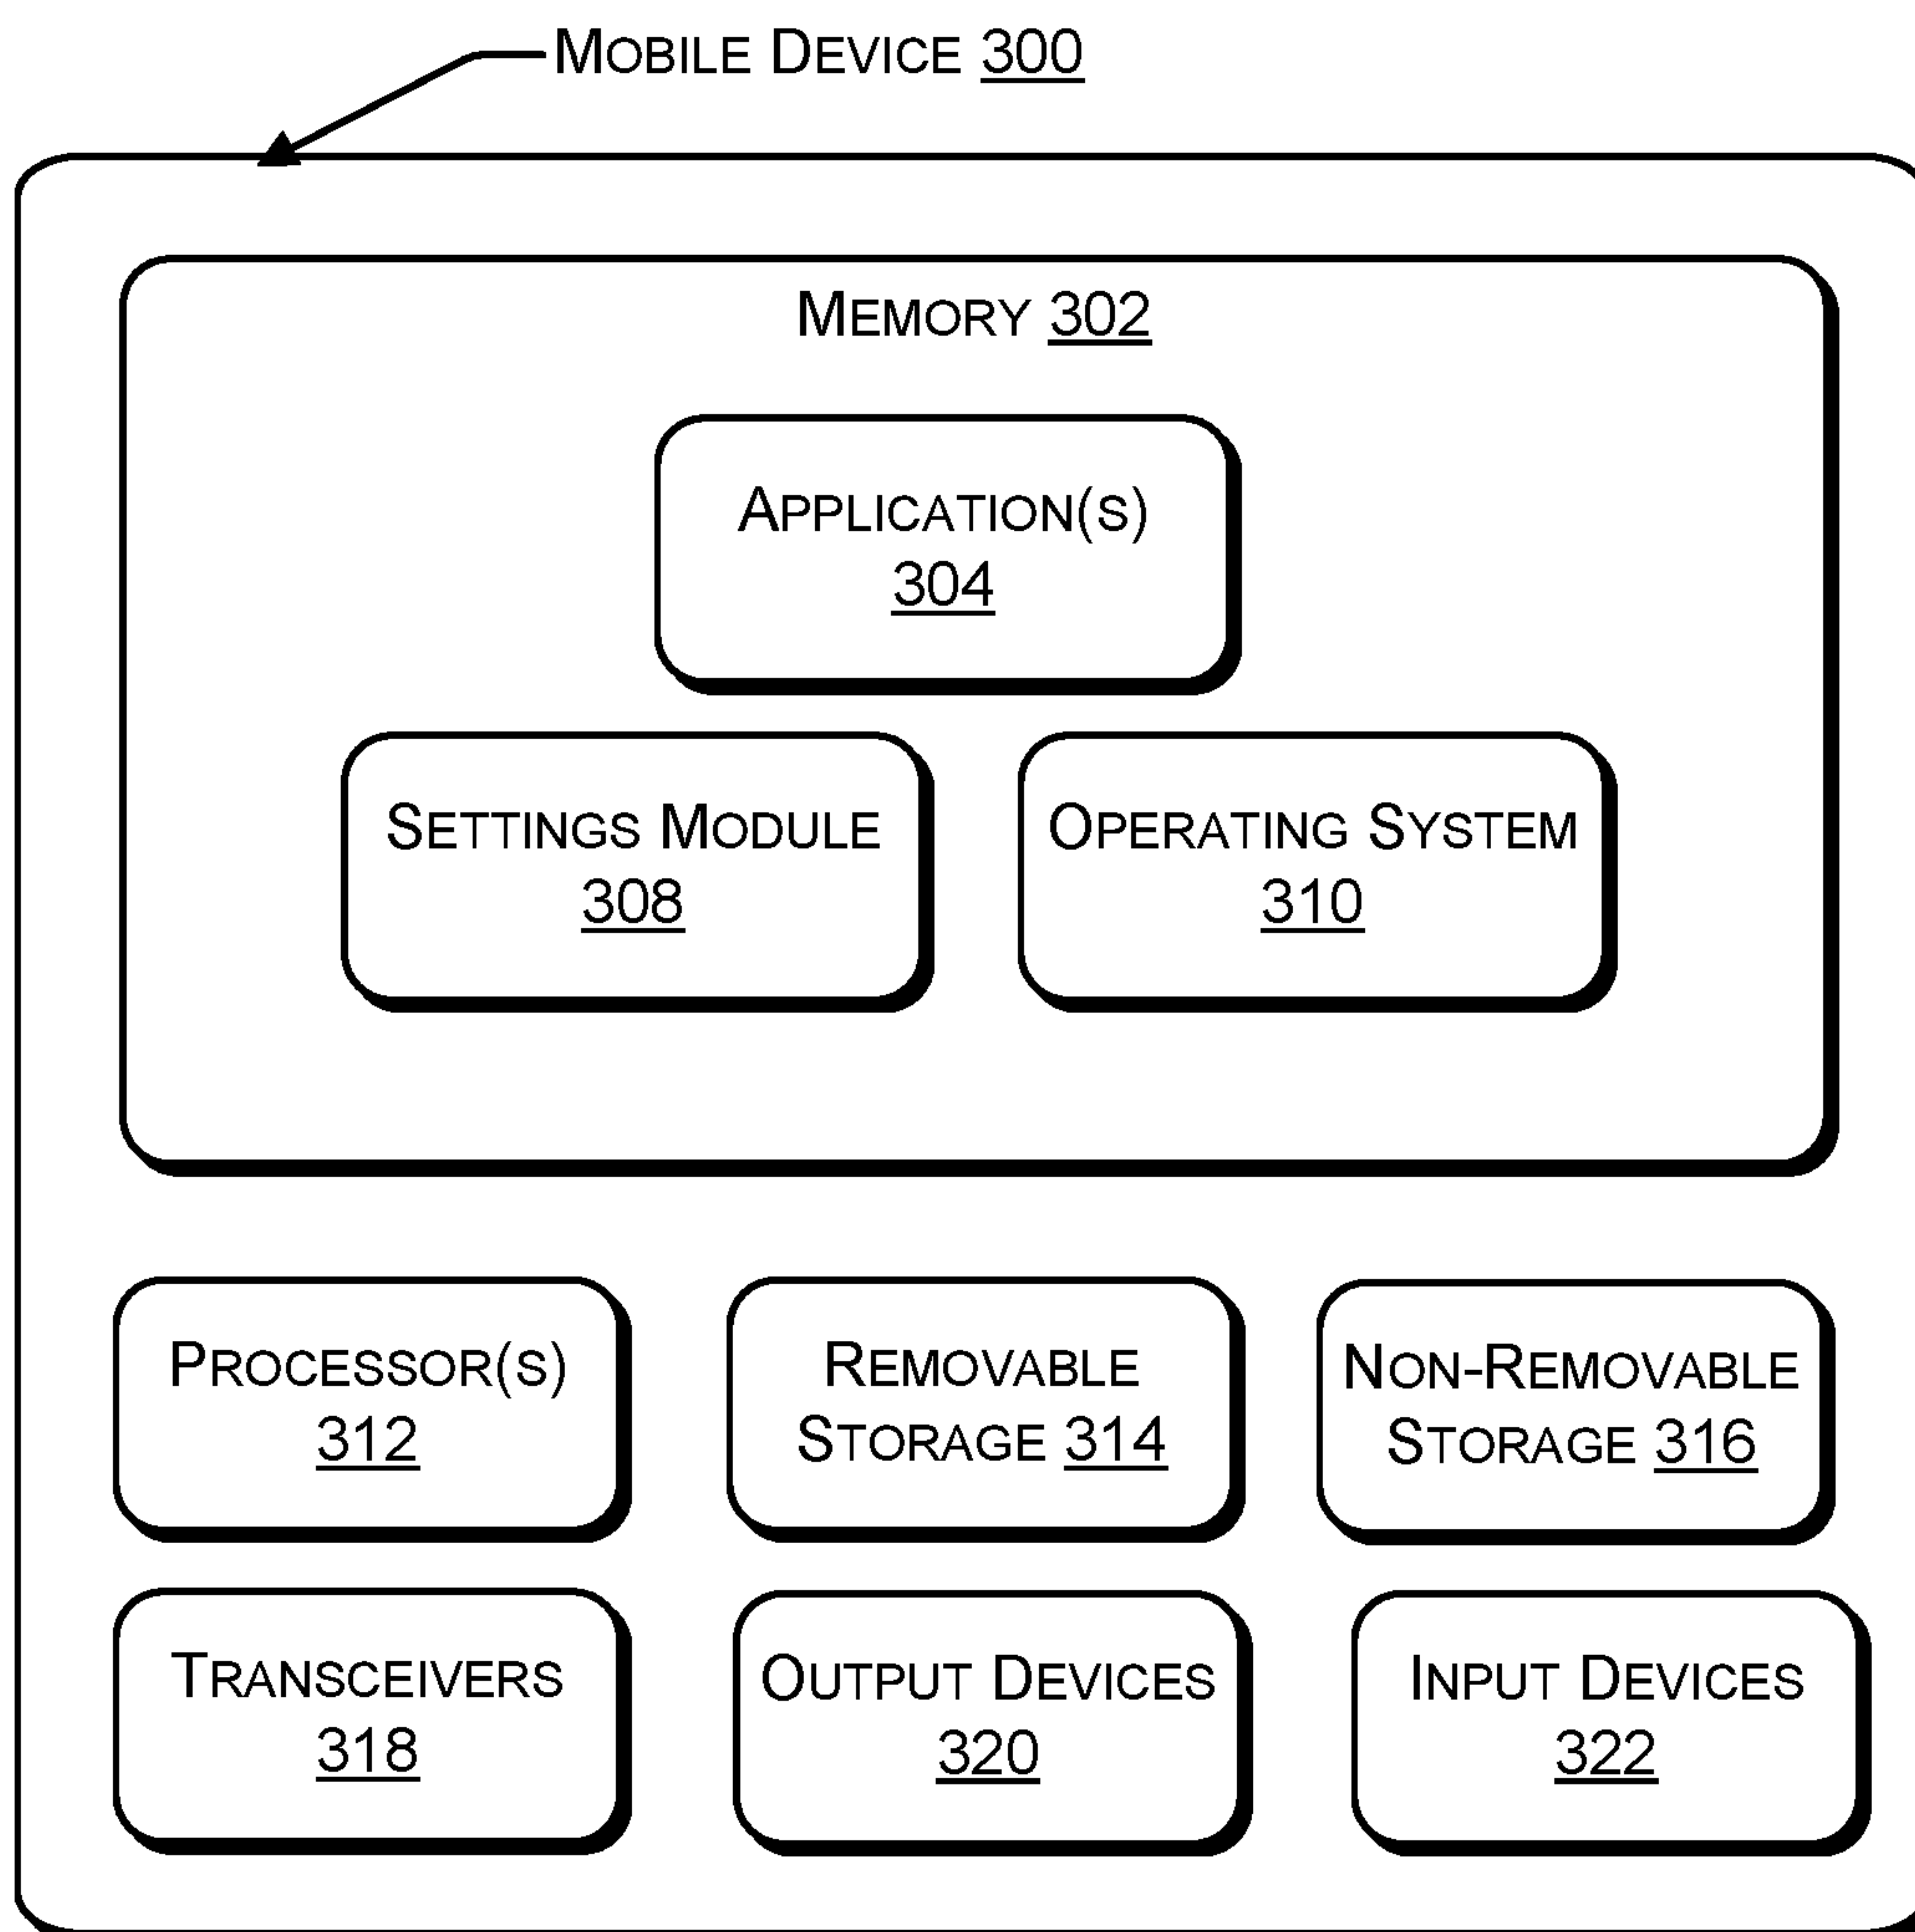 MOBILE DEVICE 300
MEMORY 302
APPLICATION(S)
304
SETTINGS MODULE
308
OPERATING SYSTEM
310
PROCESSOR(S)
312
REMOVABLE
STORAGE 314
NON-REMOVABLE
STORAGE 316
TRANSCEIVERS
318
OUTPUT DEVICES
320
INPUT DEVICES
322